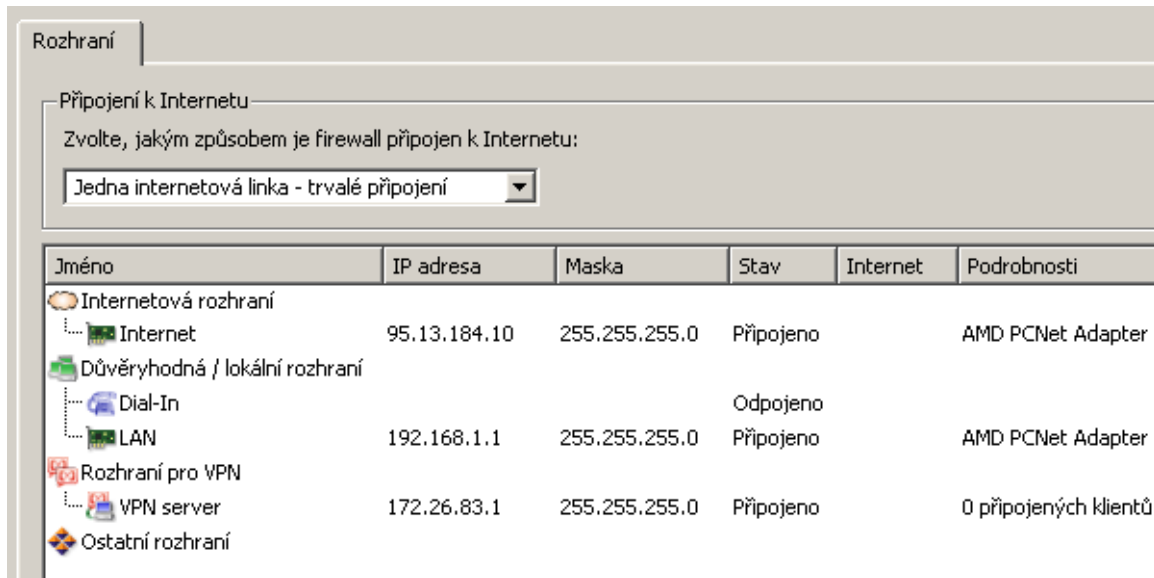 Rozhraní
Připojení k Internetu
Zvolte, jakým způsobem je firewall připojen k Internetu:
Jedna internetová linka - trvalé připojení
Jméno IP adresa Maska Stav Internet Podrobnosti
Internetová rozhraní
Internet 95.13.184.10 255.255.255.0 Připojeno AMD PCNet Adapter
Důvěryhodná / lokální rozhraní
Dial-In Odpojeno
LAN 192.168.1.1 255.255.255.0 Připojeno AMD PCNet Adapter
Rozhraní pro VPN
VPN server 172.26.83.1 255.255.255.0 Připojeno 0 připojených klientů
Ostatní rozhraní